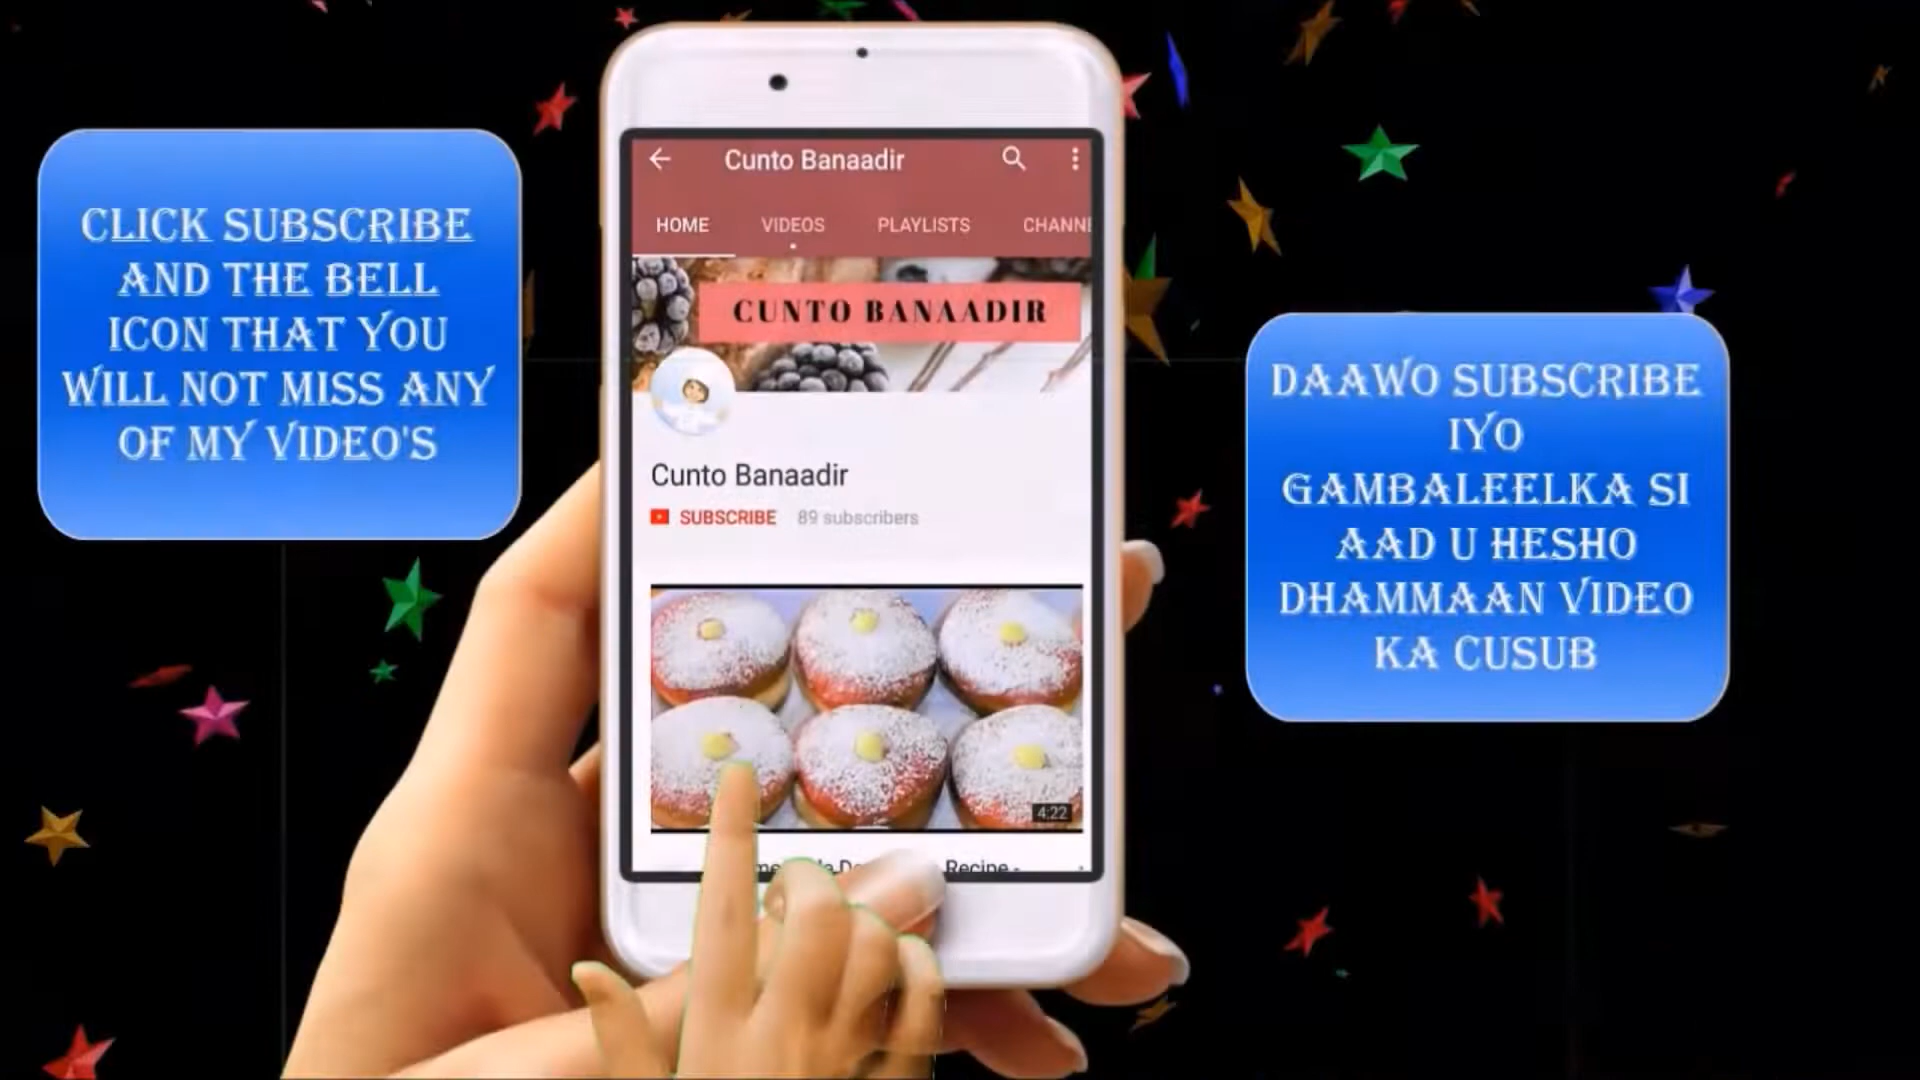 CLICK SUBSCRIBE
AND THE BELL
ICON THAT YOU
WILL NOT MISS ANY
OF MY VIDEO'S
Cunto Banaadir
HOME VIDEOS PLAYLISTS CHANNE
CUNTO BANAADIR
Cunto Banaadir
SUBSCRIBE 89 subscribers
4:22
Recipe -
DAAWO SUBSCRIBE
IYO
GAMBALEELKA SI
AAD U HESHO
DHAMMAAN VIDEO
KA CUSUB